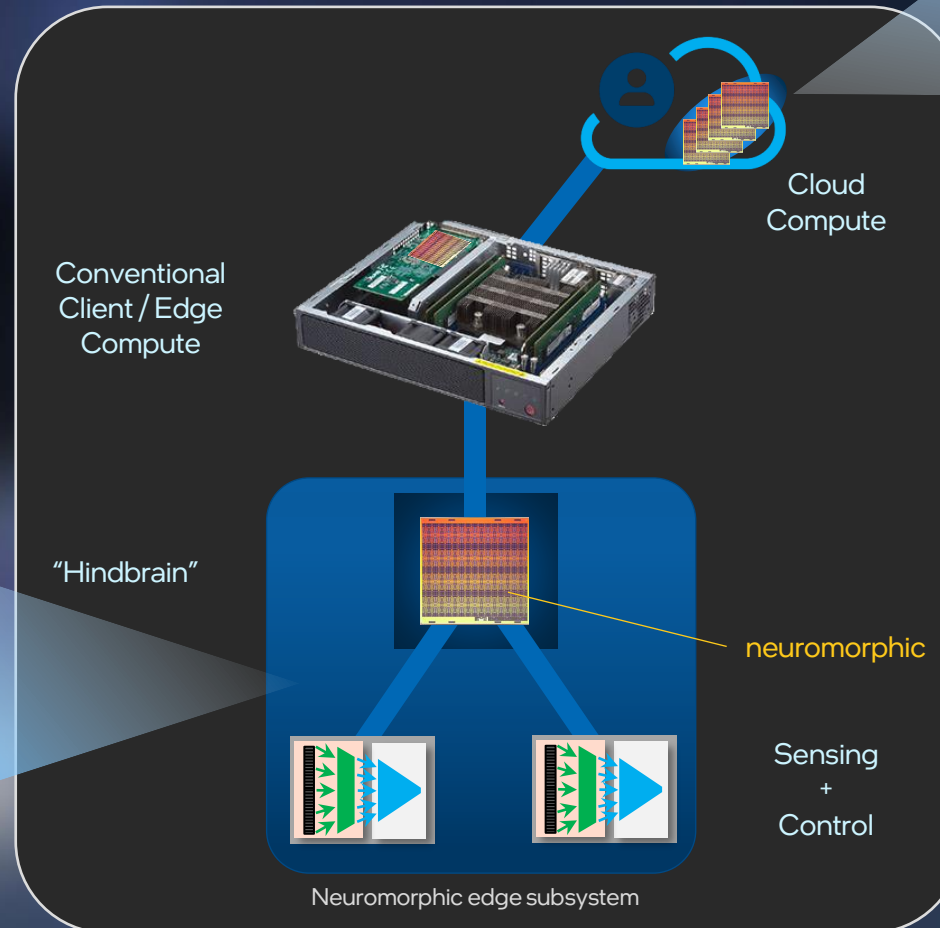 Cloud
Compute
Conventional
Client / Edge
Compute
“Hindbrain”
neuromorphic
Sensing
+
Control
Neuromorphic edge subsystem